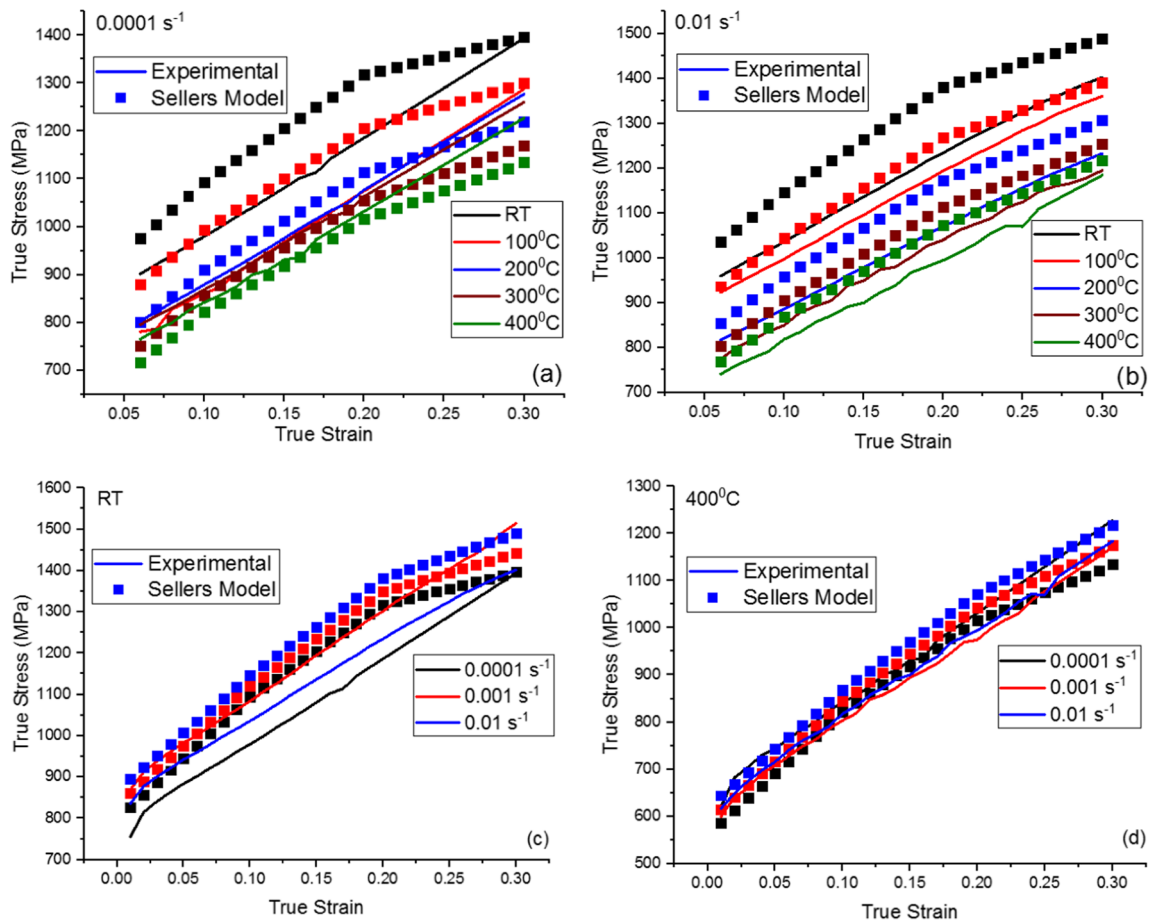 0.0001 s⁻¹
1400
1300
1200
1100
1000
900
800
700
True Stress (MPa)
Experimental
Sellers Model
RT
100⁰C
200⁰C
300⁰C
400⁰C
(a)
0.05 0.10 0.15 0.20 0.25 0.30
True Strain
0.01 s⁻¹
1500
1400
1300
1200
1100
1000
900
800
700
True Stress (MPa)
Experimental
Sellers Model
RT
100⁰C
200⁰C
300⁰C
400⁰C
(b)
0.05 0.10 0.15 0.20 0.25 0.30
True Strain
RT
1600
1500
1400
1300
1200
1100
1000
900
800
700
True Stress (MPa)
Experimental
Sellers Model
0.0001 s⁻¹
0.001 s⁻¹
0.01 s⁻¹
(c)
0.00 0.05 0.10 0.15 0.20 0.25 0.30
True Strain
400⁰C
1300
1200
1100
1000
900
800
700
600
500
True Stress (MPa)
Experimental
Sellers Model
0.0001 s⁻¹
0.001 s⁻¹
0.01 s⁻¹
(d)
0.00 0.05 0.10 0.15 0.20 0.25 0.30
True Strain